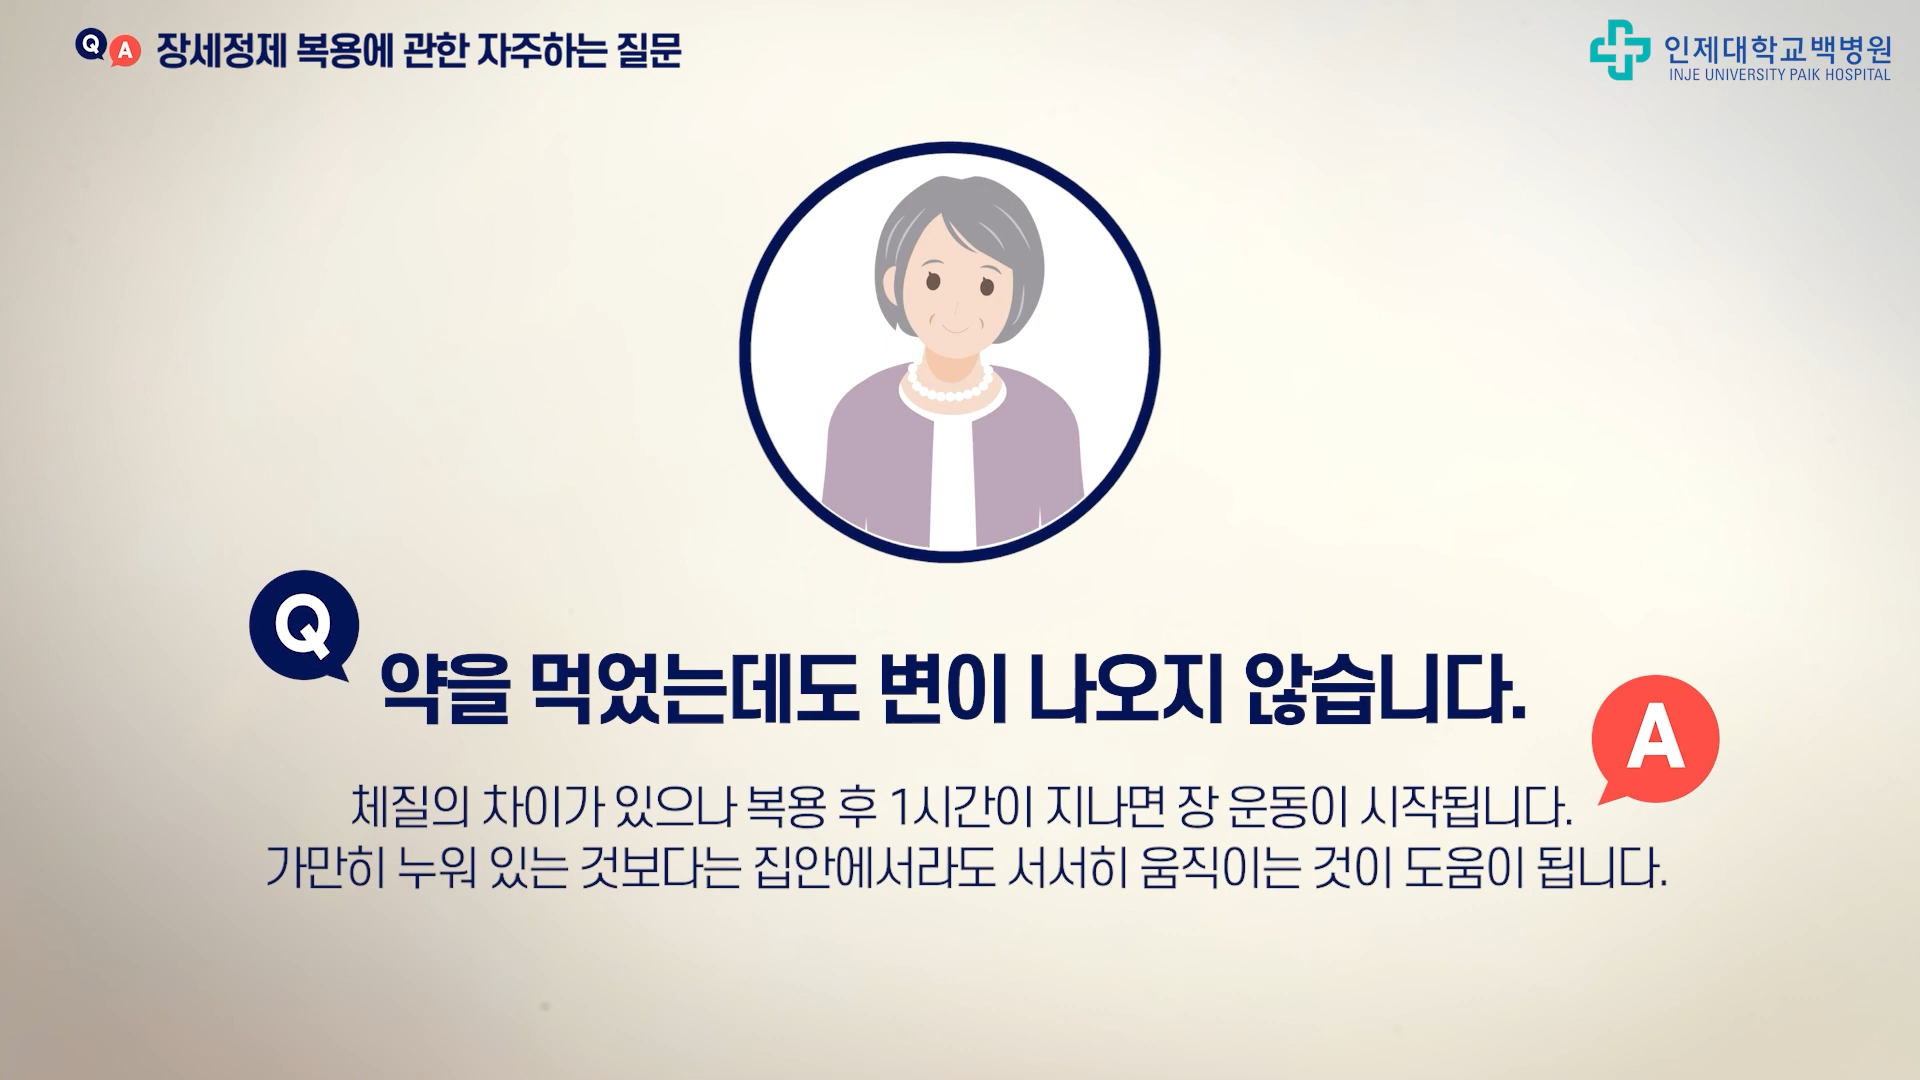 Q A 장세정제 복용에 관한 자주하는 질문
인제대학교백병원
INJE UNIVERSITY PAIK HOSPITAL
Q
약을 먹었는데도 변이 나오지 않습니다.
A
체질의 차이가 있으나 복용 후 1시간이 지나면 장 운동이 시작됩니다.
가만히 누워 있는 것보다는 집안에서라도 서서히 움직이는 것이 도움이 됩니다.